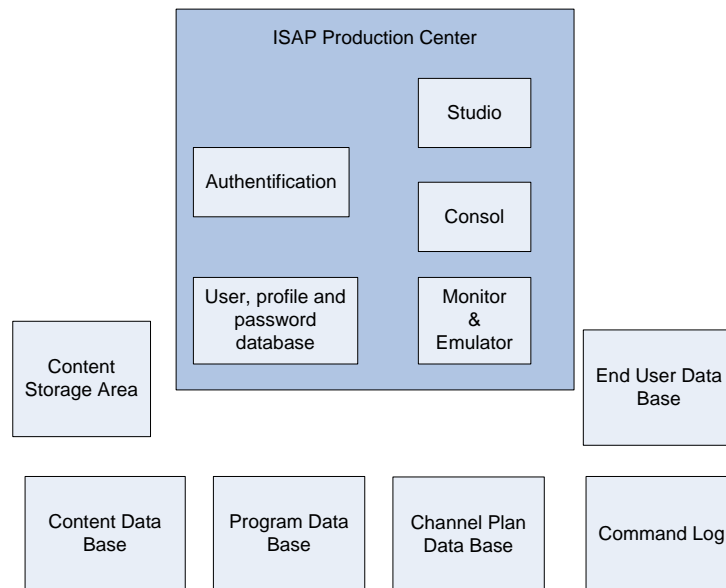 ISAP Production Center
Studio
Authentification
Consol
User, profile and
password
database
Monitor
&
Emulator
Content
Storage Area
End User Data
Base
Content Data
Base
Program Data
Base
Channel Plan
Data Base
Command Log